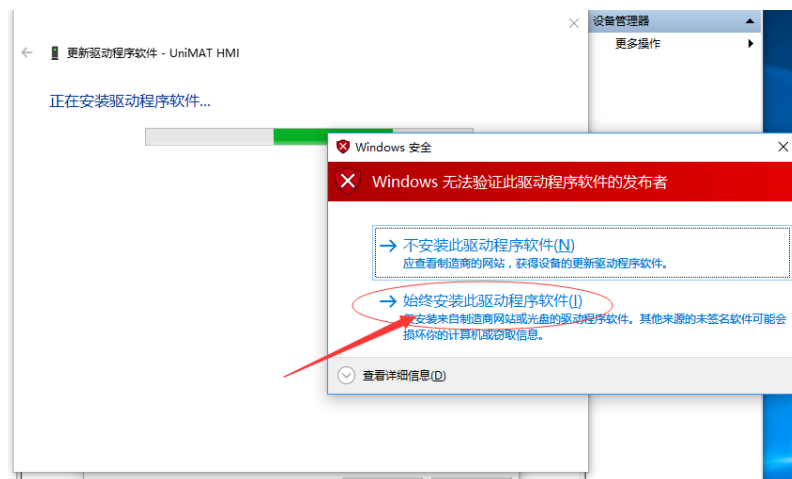 设备管理器
更多操作
更新驱动程序软件 - UniMAT HMI
正在安装驱动程序软件...
Windows 安全
Windows 无法验证此驱动程序软件的发布者
不安装此驱动程序软件(N)
应查看制造商的网站，获得设备的更新驱动程序软件。
始终安装此驱动程序软件(I)
仅安装来自制造商网站或光盘的驱动程序软件。其他来源的未签名软件可能会
损坏你的计算机或窃取信息。
查看详细信息(D)